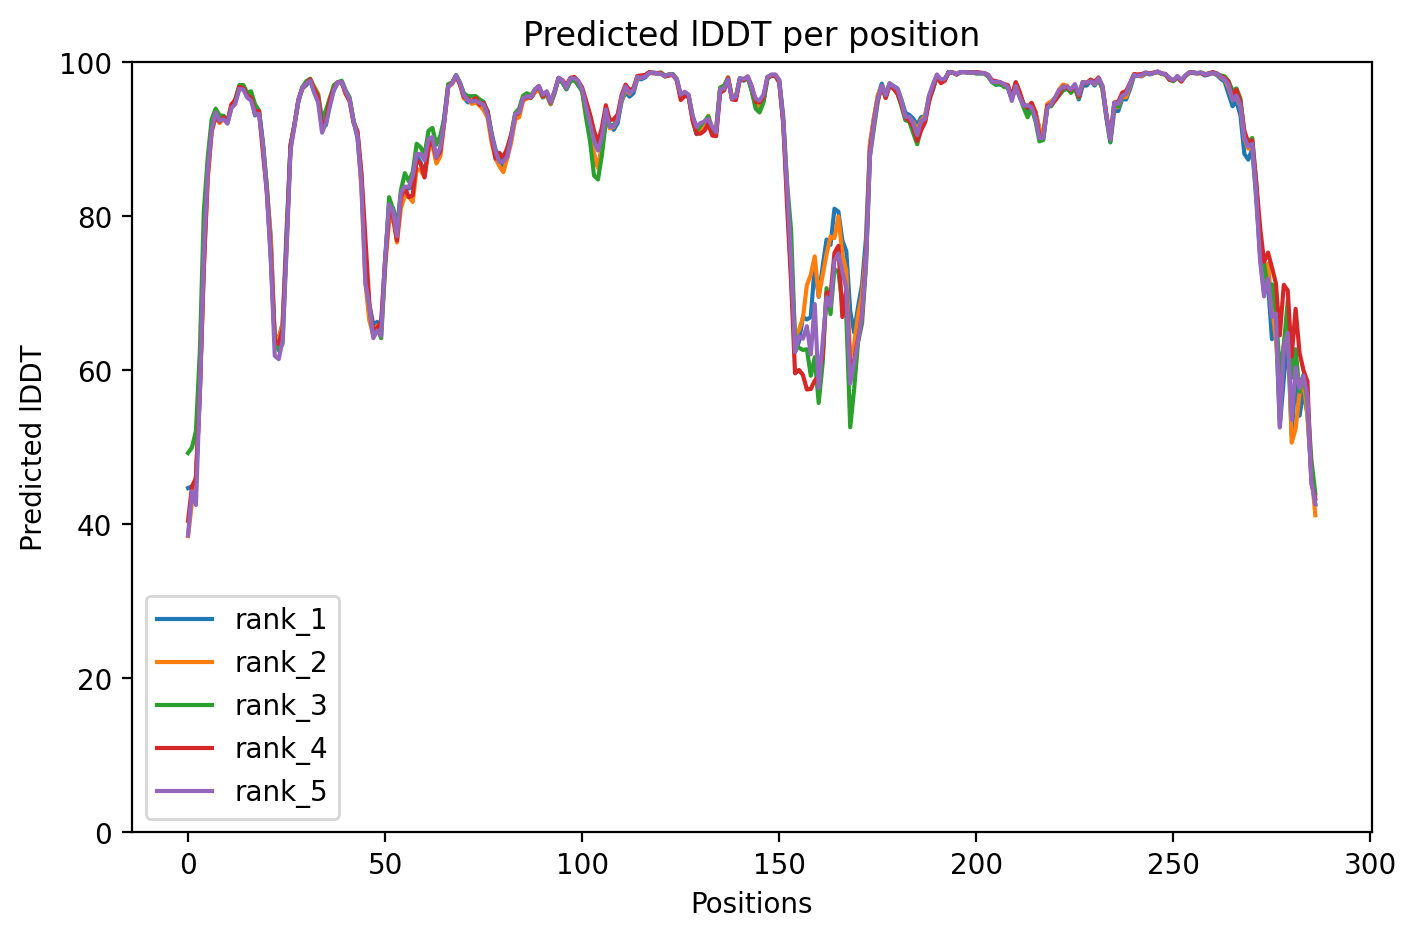 Predicted lDDT per position
100
80
60
40
20
0
Predicted lDDT
rank_1
rank_2
rank_3
rank_4
rank_5
0 50 100 150 200 250 300
Positions